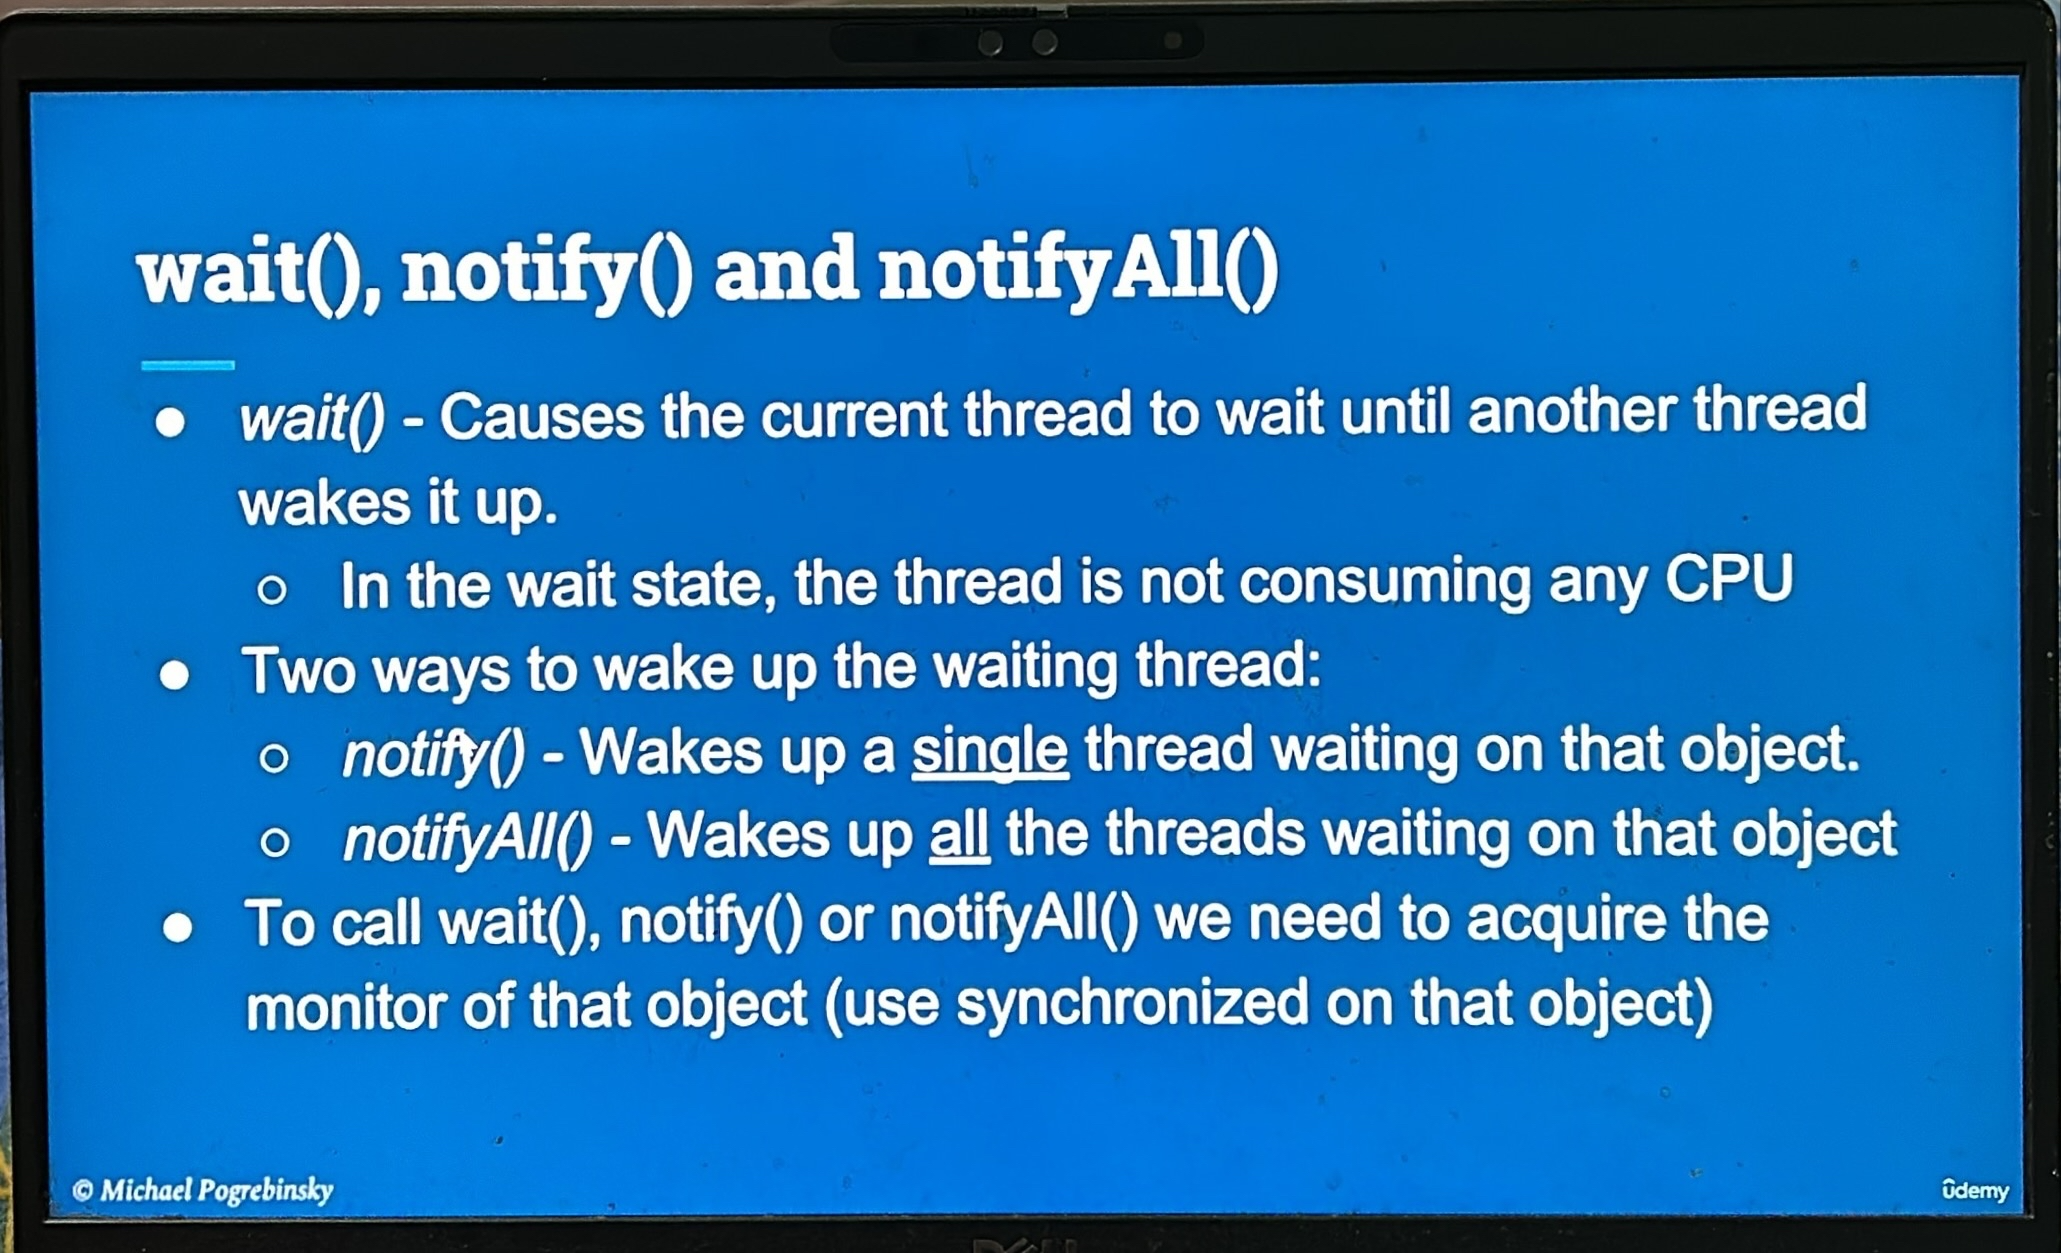 wait(), notify() and notifyAll()
● wait() - Causes the current thread to wait until another thread
wakes it up.
○ In the wait state, the thread is not consuming any CPU
● Two ways to wake up the waiting thread:
○ notify() - Wakes up a single thread waiting on that object.
○ notifyAll() - Wakes up all the threads waiting on that object
● To call wait(), notify() or notifyAll() we need to acquire the
monitor of that object (use synchronized on that object)
© Michael Pogrebinsky
ûdemy